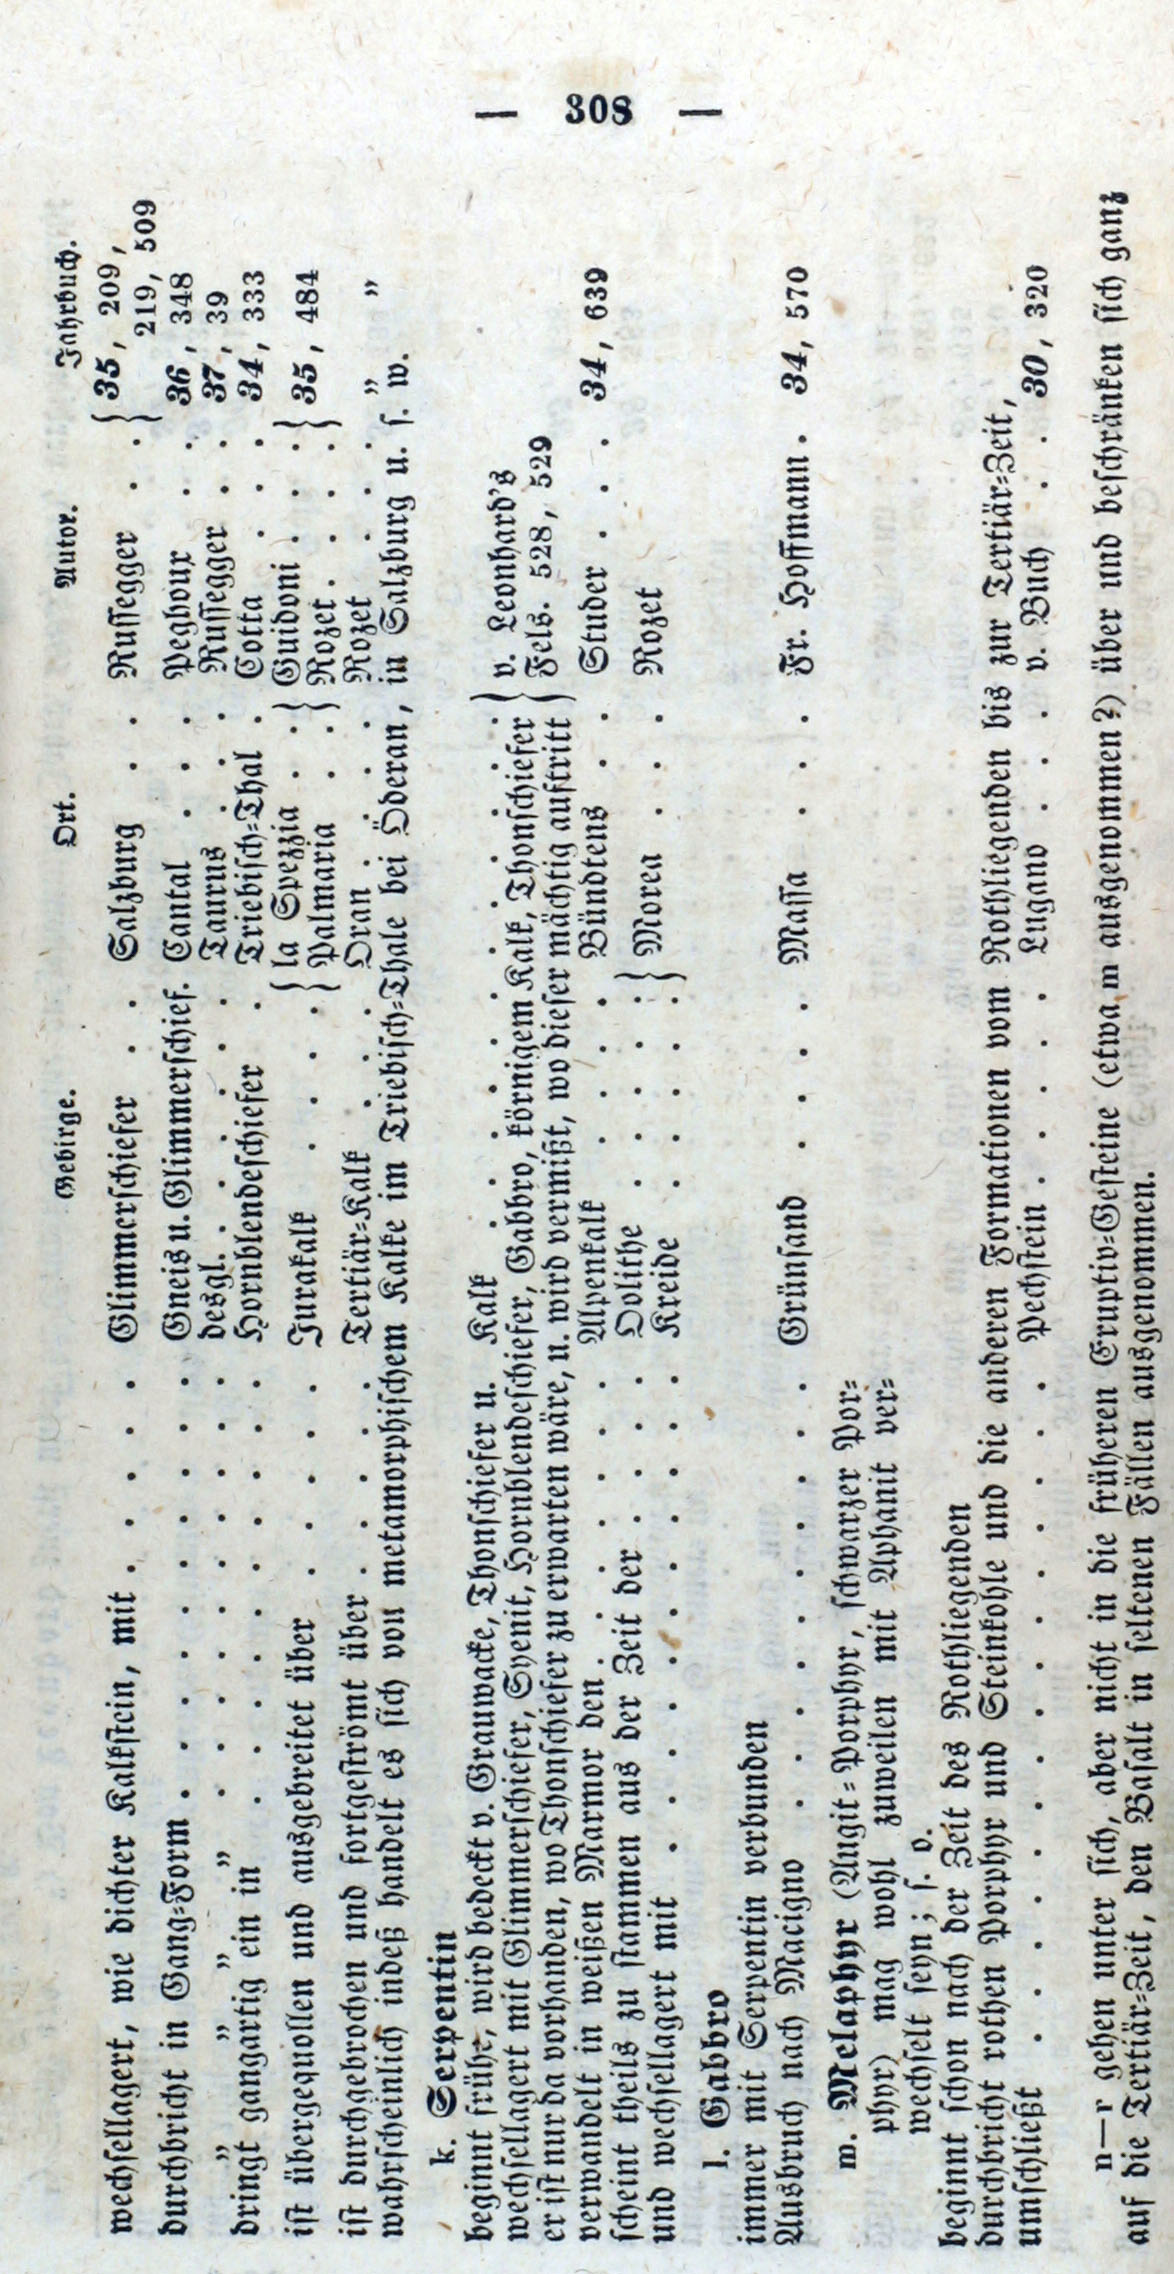 — 308 —
Gebirge. Ort. Autor. Jahrbuch.
wechsellagert, wie dichter Kalkstein, mit . . . . . Glimmerschiefer . . Salzburg . . Russegger . . } 35, 209,
219, 509
durchbricht in Gang=Form . . . . . . . . Gneis u. Glimmerschief. Cantal . . . Peghoux . . 36, 348
„ „ „ „ . . . . . . . desgl. . . . . . . Taurus . . . Russegger . . 37, 39
dringt gangartig ein in . . . . . . . Hornblendeschiefer . Triebisch=Thal . Cotta . . . 34, 333
ist übergequollen und ausgebreitet über . . . . Jurakalk . . . . { la Spezzia . . } Guidoni . . . } 35, 484
Palmaria . . Rozet . . .
ist durchgebrochen und fortgeströmt über . . . . Tertiär=Kalk . . . Oran . . . Rozet . . . „ „
wahrscheinlich indeß handelt es sich von metamorphischem Kalke im Triebisch=Thale bei Öderan, in Salzburg u. s. w.
k. Serpentin
beginnt frühe, wird bedeckt v. Grauwacke, Thonschiefer u. Kalk . . . . . . . } v. Leonhard's
wechsellagert mit Glimmerschiefer, Syenit, Hornblendeschiefer, Gabbro, körnigem Kalk, Thonschiefer Fels. 528, 529
er ist nur da vorhanden, wo Thonschiefer zu erwarten wäre, u. wird vermißt, wo dieser mächtig auftritt
verwandelt in weißen Marmor den . . . . . . Alpenkalk . . . . Bündtens . . Studer . . . 34, 639
scheint theils zu stammen aus der Zeit der . . . . Oolithe . . . . } Morea . . . Rozet
und wechsellagert mit . . . . . . . Kreide . . . .
l. Gabbro
immer mit Serpentin verbunden
Ausbruch nach Macigno . . . . . . . . Grünsand . . . . Massa . . . Fr. Hoffmann . 34, 570
m. Melaphyr (Augit=Porphyr, schwarzer Por=
phyr) mag wohl zuweilen mit Aphanit ver=
wechselt seyn; s. o.
beginnt schon nach der Zeit des Rothliegenden
durchbricht rothen Porphyr und Steinkohle und die anderen Formationen vom Rothliegenden bis zur Tertiär=Zeit,
umschließt . . . . . . . . . . . Pechstein . . . . Lugano . . . v. Buch . . 30, 320
n—r gehen unter sich, aber nicht in die früheren Eruptiv=Gesteine (etwa m ausgenommen?) über und beschränken sich ganz
auf die Tertiär=Zeit, den Basalt in seltenen Fällen ausgenommen.